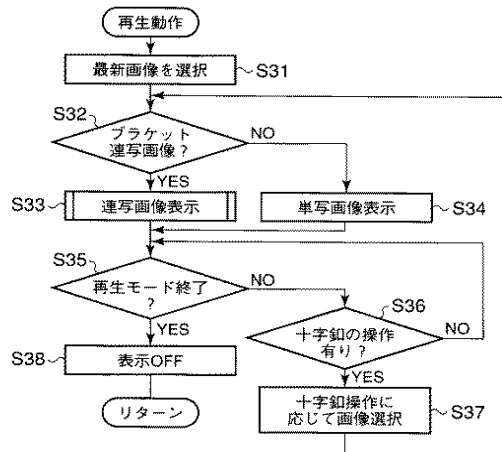 再生動作
最新画像を選択
S31
S32
ブラケット
連写画像？
NO
YES
S33
連写画像表示
単写画像表示
S34
S35
再生モード終了
？
NO
S36
十字釦の操作
有り？
NO
YES
S38
表示OFF
YES
リターン
十字釦操作に
応じて画像選択
S37